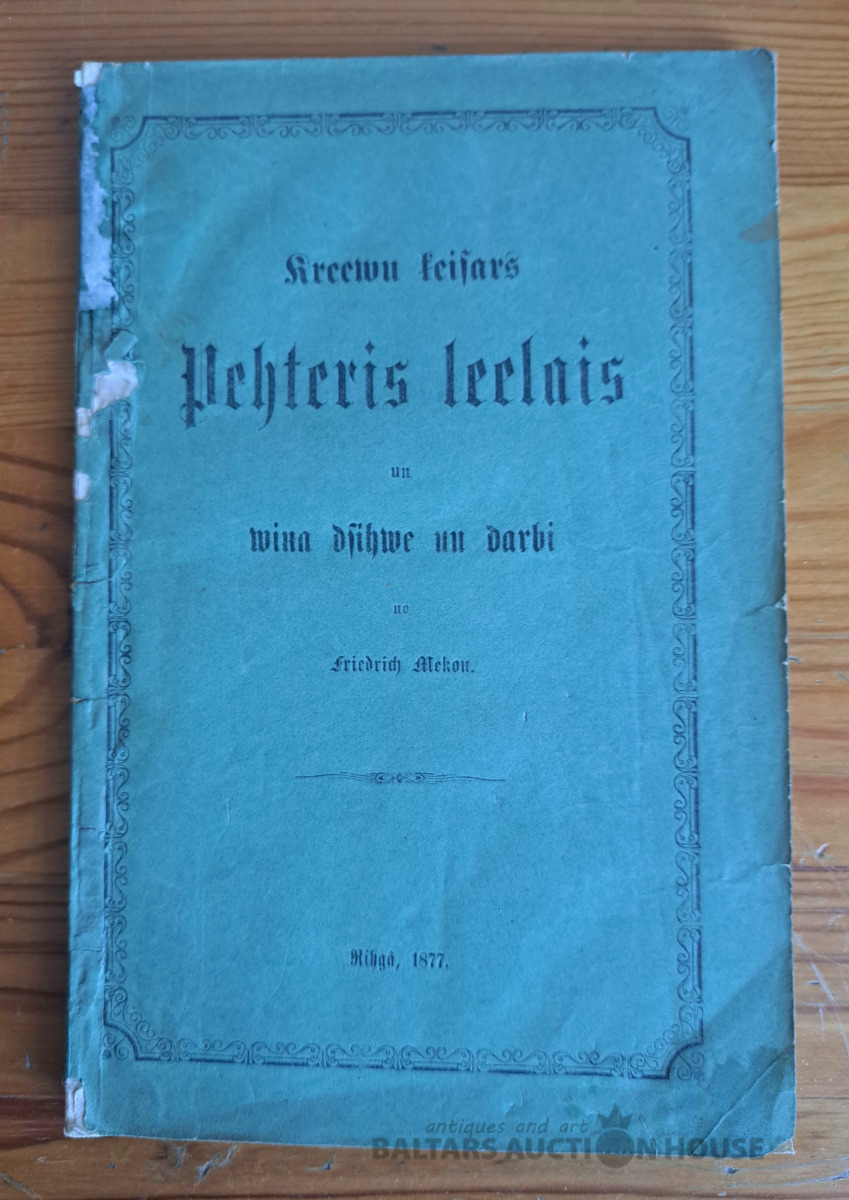 Kreewu keiſars
Pehteris leelais
un
wina dſihwe un darbi
no
Friedrich Mekon.
Rihgâ, 1877.
antiques and art
BALTARS AUCTION HOUSE